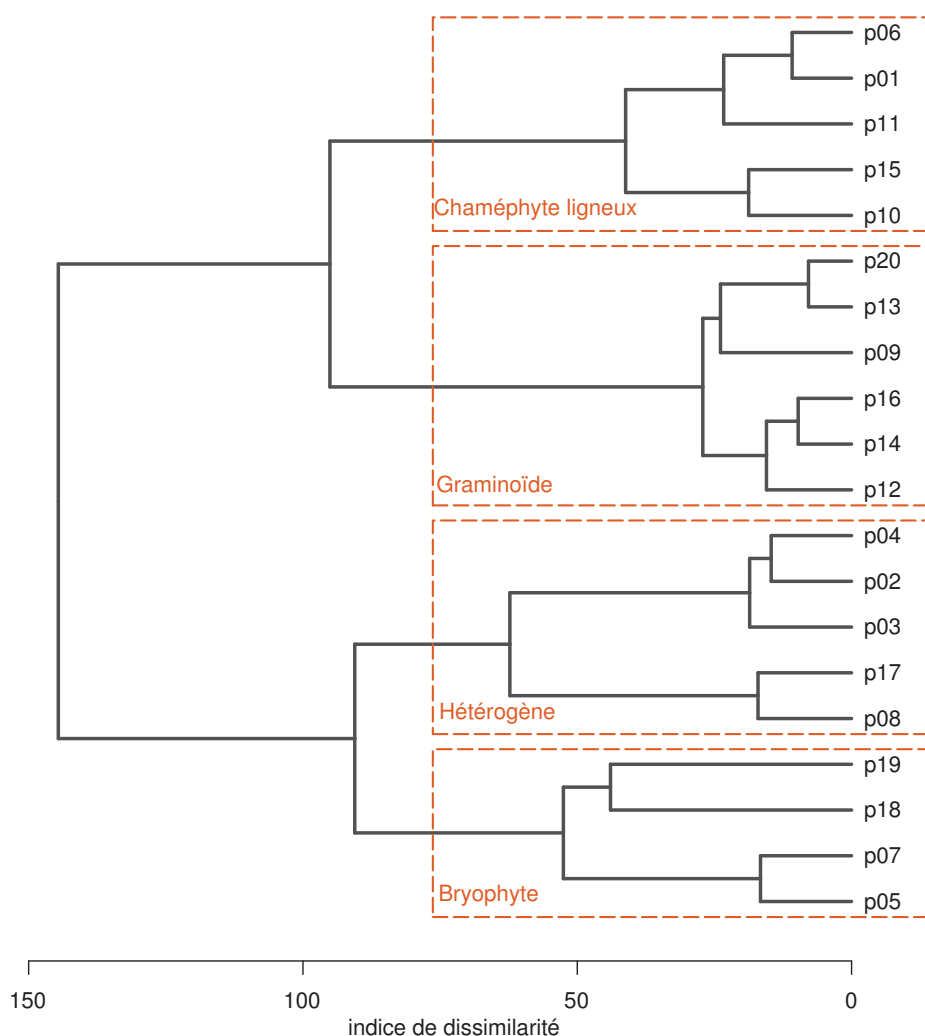 p06
p01
p11
p15
Chaméphyte ligneux
p10
p20
p13
p09
p16
p14
Graminoïde
p12
p04
p02
p03
p17
Hétérogène
p08
p19
p18
p07
Bryophyte
p05
150 100 50 0
indice de dissimilarité